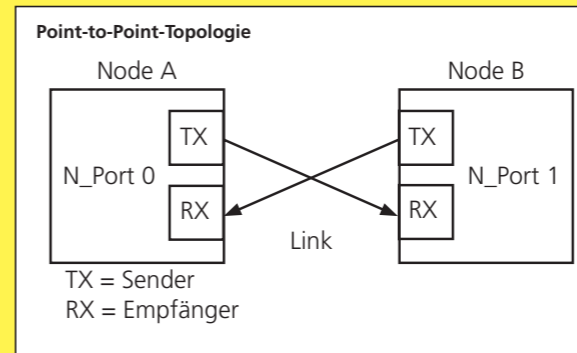 Point-to-Point-Topologie
Node A
Node B
TX
TX
N_Port 0
N_Port 1
RX
RX
Link
TX = Sender
RX = Empfänger